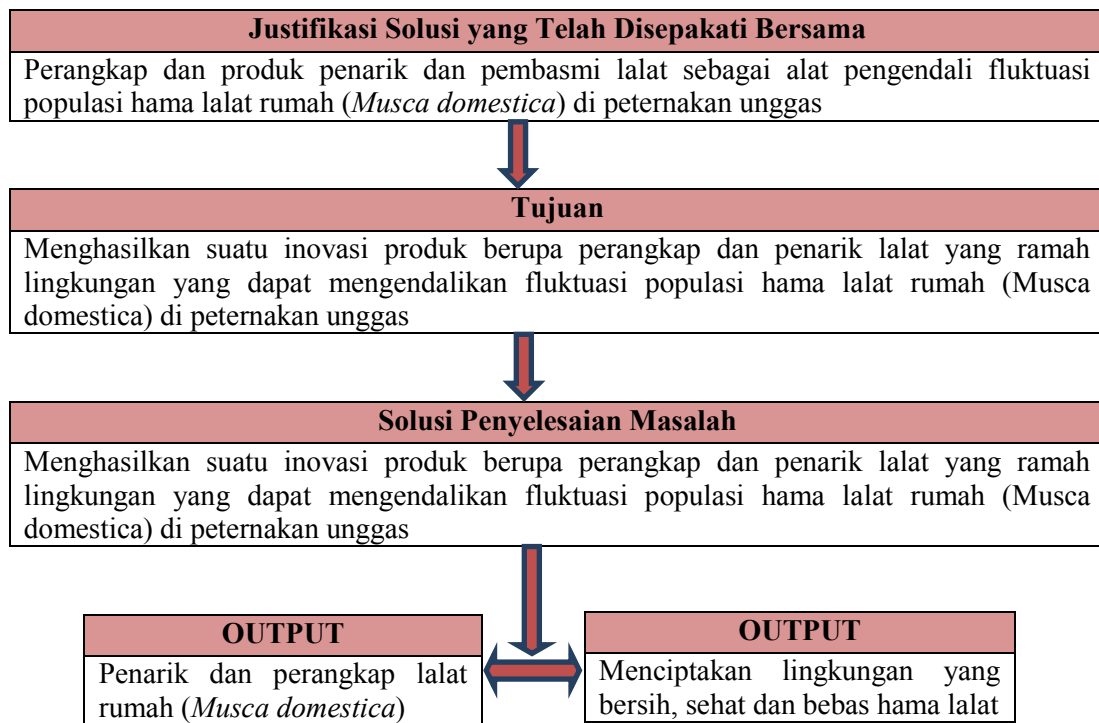 Justifikasi Solusi yang Telah Disepakati Bersama
Perangkap dan produk penarik dan pembasmi lalat sebagai alat pengendali fluktuasi
populasi hama lalat rumah (Musca domestica) di peternakan unggas
Tujuan
Menghasilkan suatu inovasi produk berupa perangkap dan penarik lalat yang ramah
lingkungan yang dapat mengendalikan fluktuasi populasi hama lalat rumah (Musca
domestica) di peternakan unggas
Solusi Penyelesaian Masalah
Menghasilkan suatu inovasi produk berupa perangkap dan penarik lalat yang ramah
lingkungan yang dapat mengendalikan fluktuasi populasi hama lalat rumah (Musca
domestica) di peternakan unggas
OUTPUT
Penarik dan perangkap lalat
rumah (Musca domestica)
OUTPUT
Menciptakan lingkungan yang
bersih, sehat dan bebas hama lalat